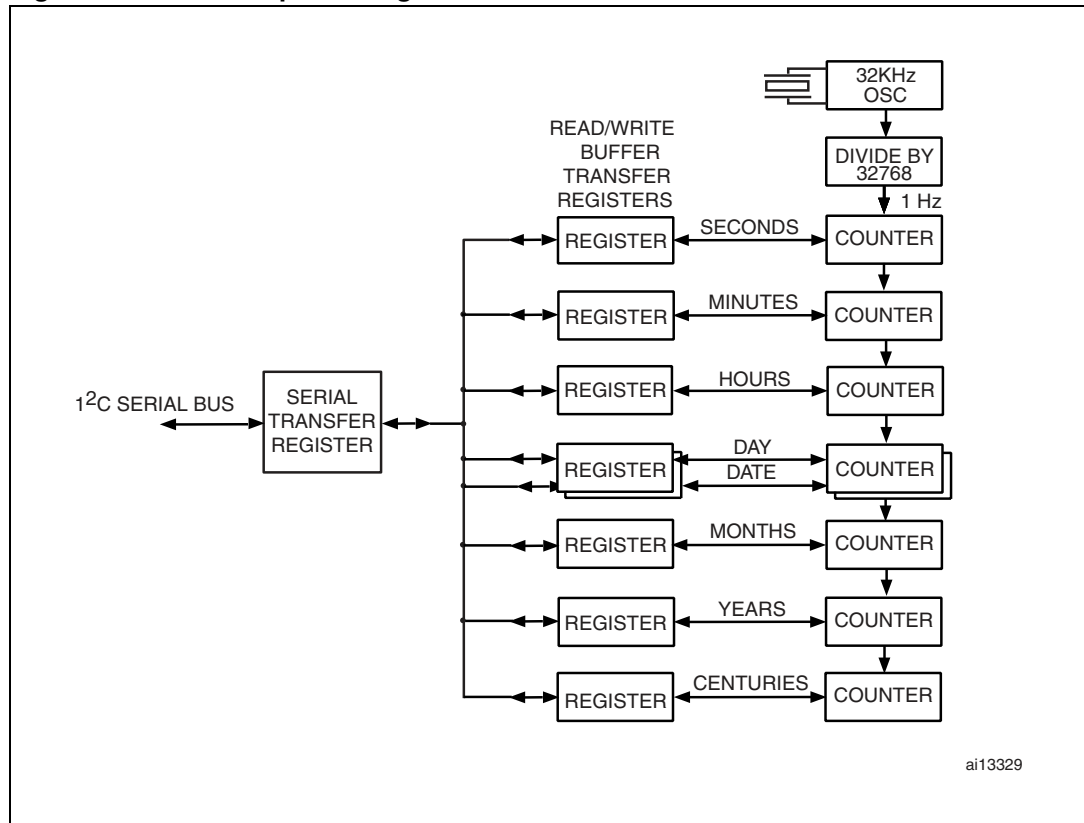 32KHz
OSC
READ/WRITE
BUFFER
TRANSFER
REGISTERS
DIVIDE BY
32768
1 Hz
REGISTER SECONDS COUNTER
REGISTER MINUTES COUNTER
REGISTER HOURS COUNTER
1²C SERIAL BUS
SERIAL
TRANSFER
REGISTER
DAY
REGISTER COUNTER
DATE
REGISTER MONTHS COUNTER
REGISTER YEARS COUNTER
REGISTER CENTURIES COUNTER
ai13329